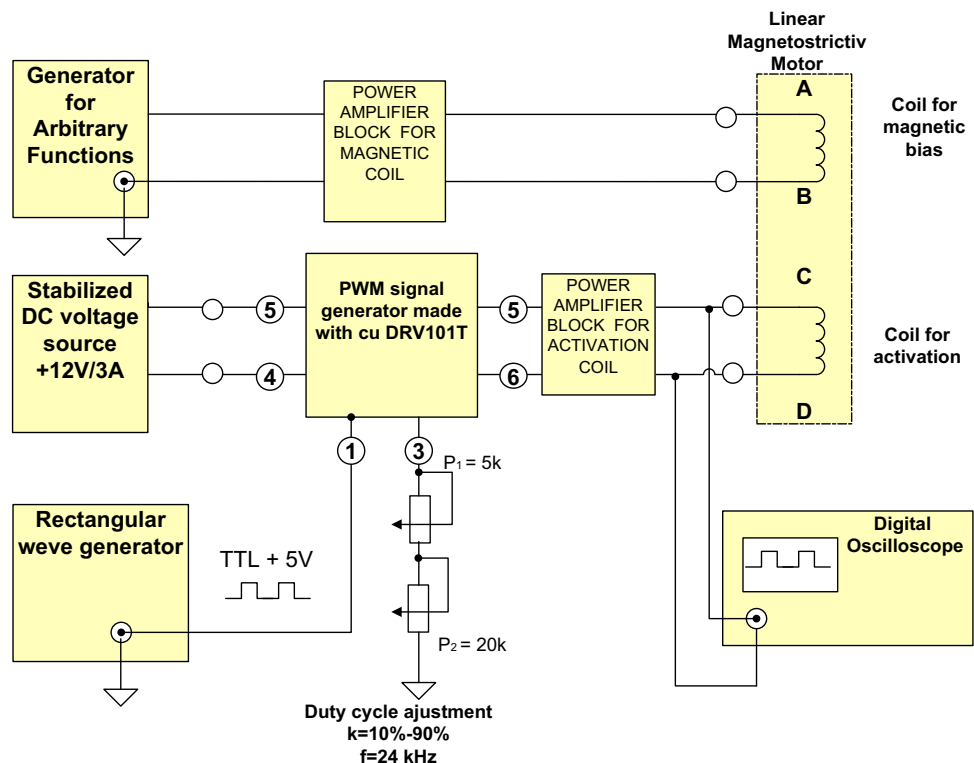 Linear
Magnetostrictiv
Motor
Generator
for
Arbitrary
Functions
POWER
AMPLIFIER
BLOCK FOR
MAGNETIC
COIL
A
B
Coil for
magnetic
bias
Stabilized
DC voltage
source
+12V/3A
5
4
PWM signal
generator made
with cu DRV101T
5
6
POWER
AMPLIFIER
BLOCK FOR
ACTIVATION
COIL
C
D
Coil for
activation
1
3
P1 = 5k
Rectangular
weve generator
TTL + 5V
P2 = 20k
Digital
Oscilloscope
Duty cycle ajustment
k=10%-90%
f=24 kHz